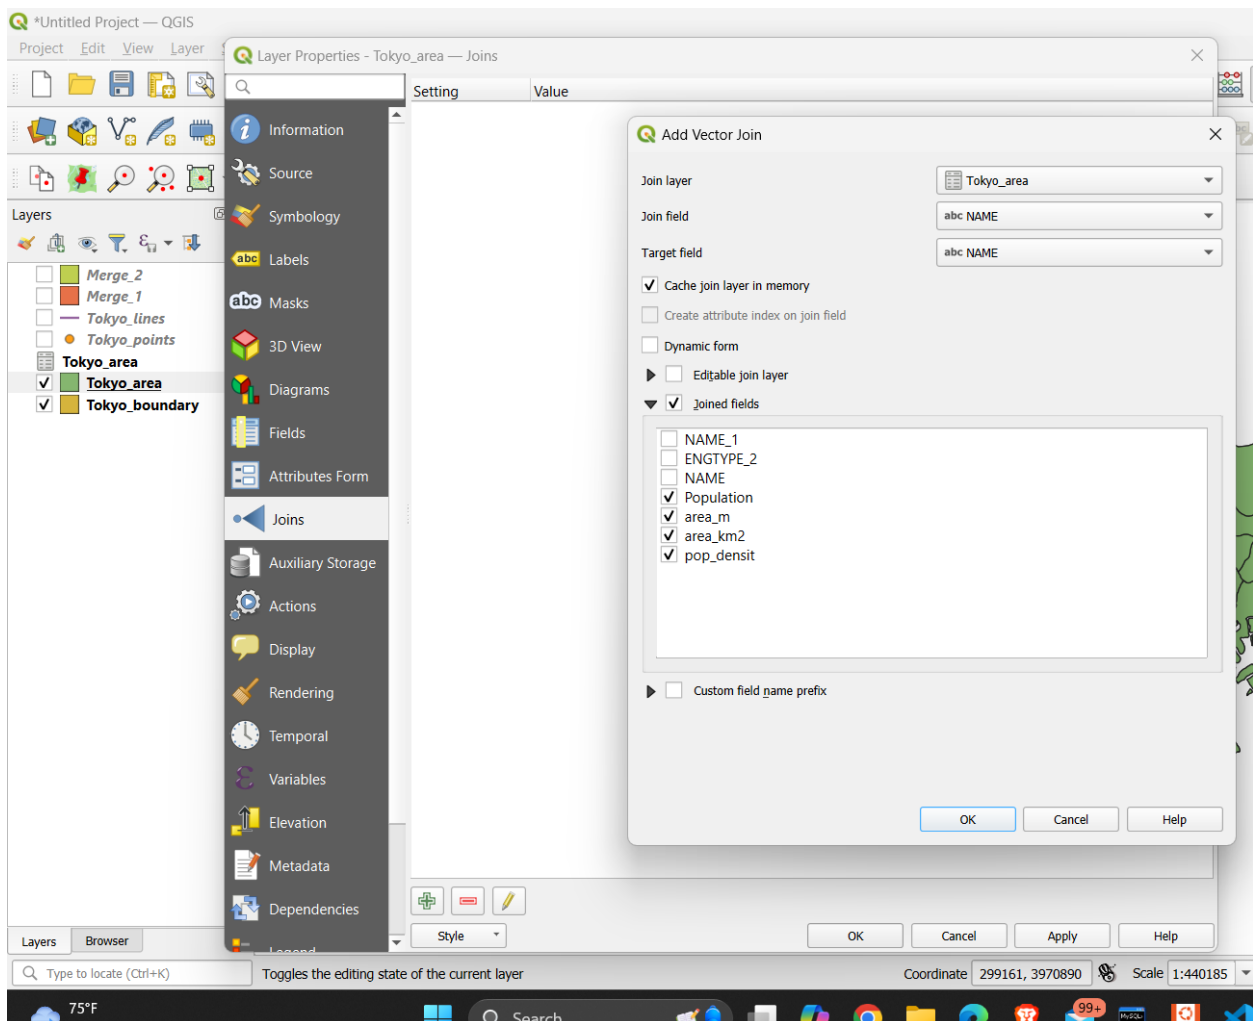 *Untitled Project — QGIS
Project Edit View Layer
Layer Properties - Tokyo_area — Joins
Setting Value
Information
Source
Symbology
Labels
Masks
3D View
Diagrams
Fields
Attributes Form
Joins
Auxiliary Storage
Actions
Display
Rendering
Temporal
Variables
Elevation
Metadata
Dependencies
Legend
abc
abc
Layers
Merge_2
Merge_1
Tokyo_lines
Tokyo_points
Tokyo_area
Tokyo_area
Tokyo_boundary
Add Vector Join
Join layer Tokyo_area
Join field abc NAME
Target field abc NAME
Cache join layer in memory
Create attribute index on join field
Dynamic form
Editable join layer
Joined fields
NAME_1
ENGTYPE_2
NAME
Population
area_m
area_km2
pop_densit
Custom field name prefix
OK Cancel Help
Style OK Cancel Apply Help
Layers Browser
Type to locate (Ctrl+K) Toggles the editing state of the current layer Coordinate 299161, 3970890 Scale 1:440185
75°F Search 99+ MySQL